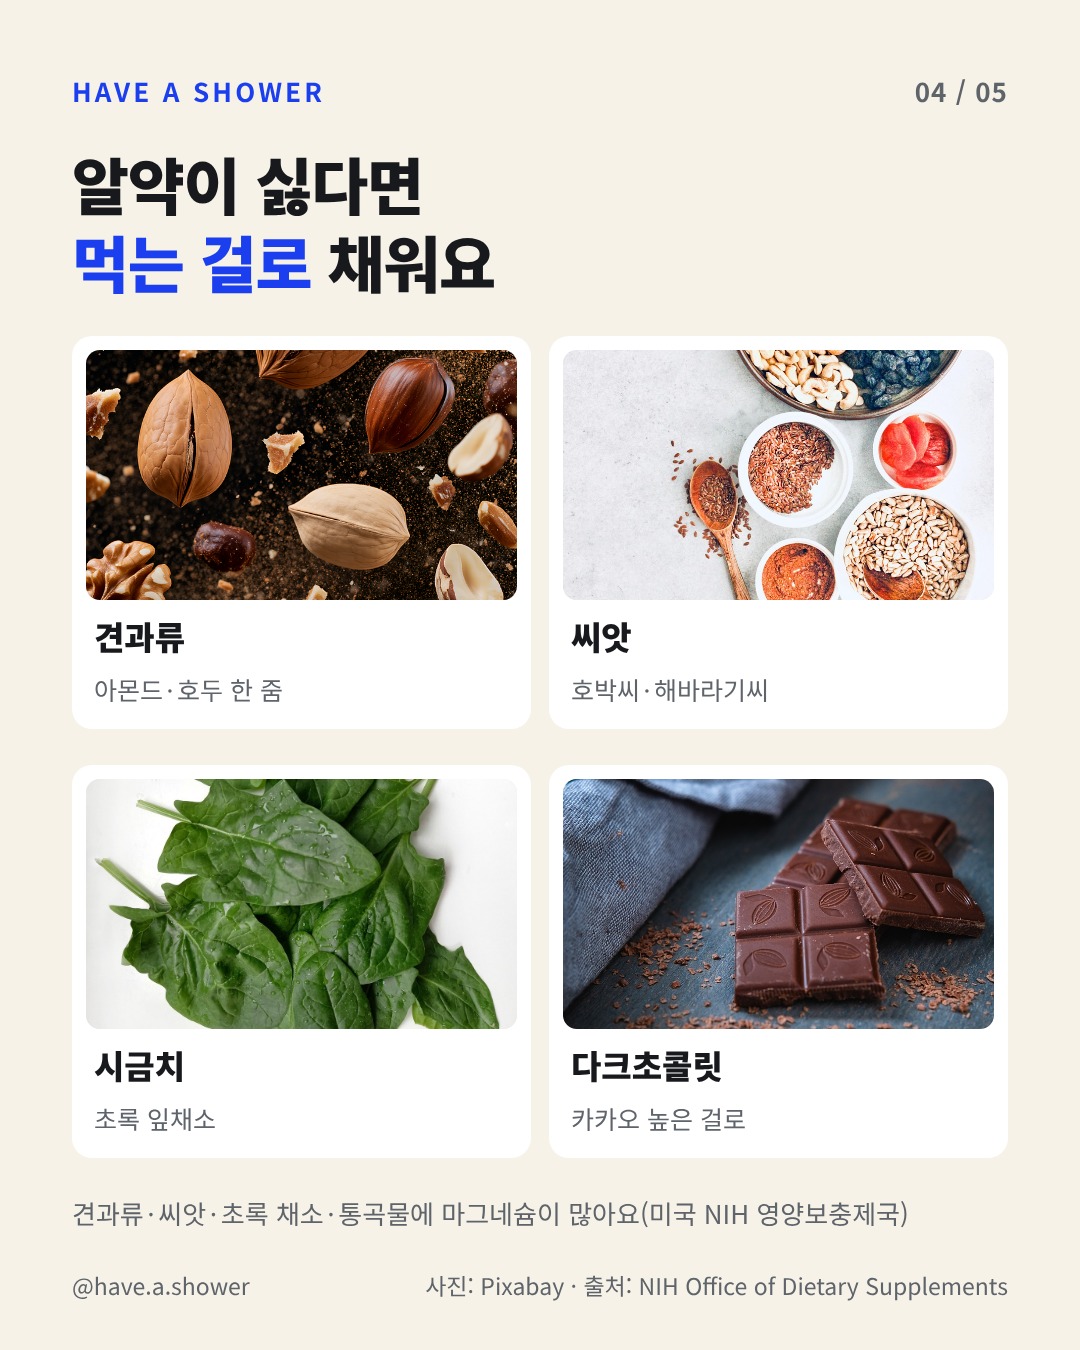 HAVE A SHOWER
04 / 05
알약이 싫다면
먹는 걸로 채워요
견과류
아몬드·호두 한 줌
씨앗
호박씨·해바라기씨
시금치
초록 잎채소
다크초콜릿
카카오 높은 걸로
견과류·씨앗·초록 채소·통곡물에 마그네슘이 많아요(미국 NIH 영양보충제국)
@have.a.shower
사진: Pixabay · 출처: NIH Office of Dietary Supplements